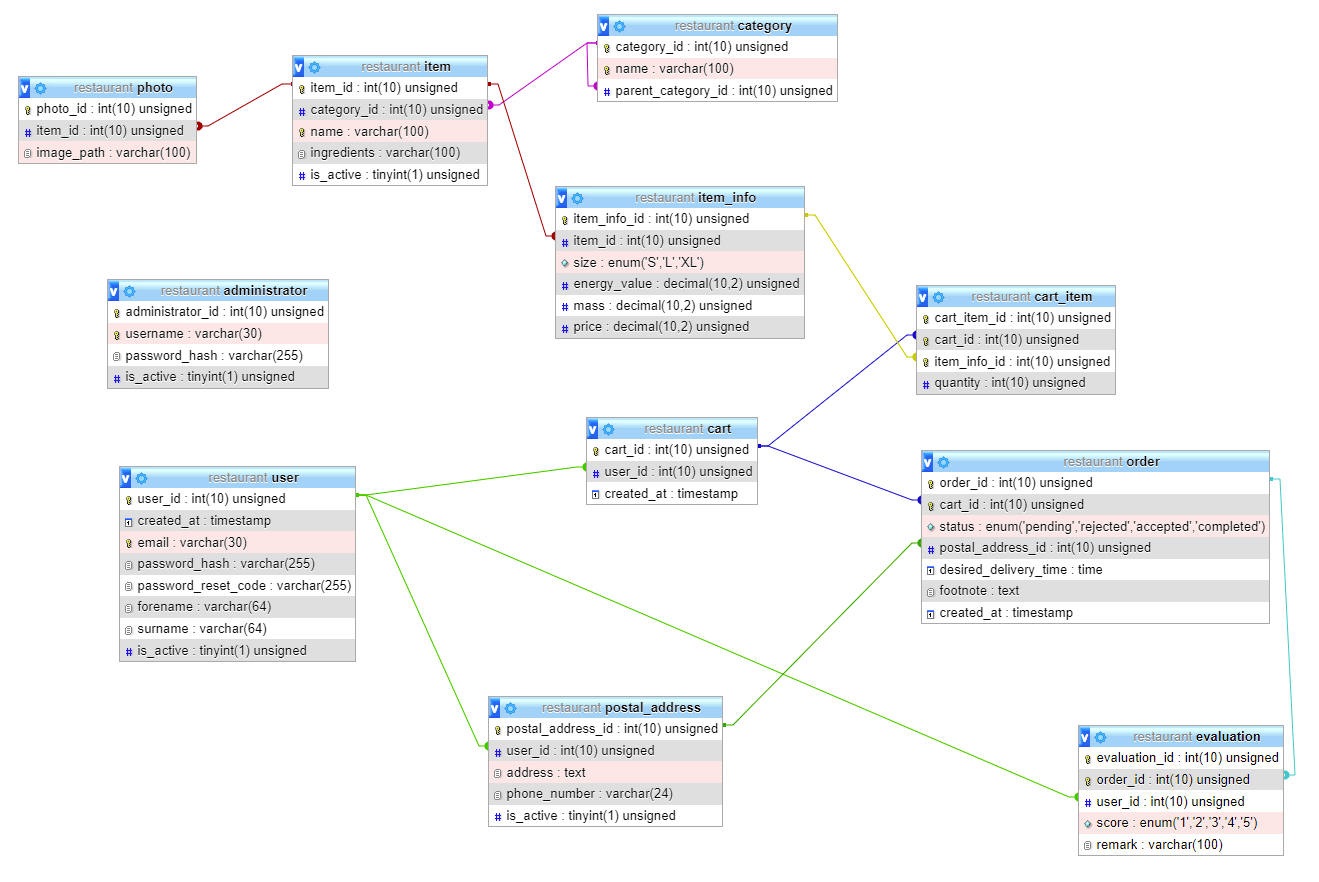 restaurant category
category_id : int(10) unsigned
name : varchar(100)
parent_category_id : int(10) unsigned
restaurant item
item_id : int(10) unsigned
category_id : int(10) unsigned
name : varchar(100)
ingredients : varchar(100)
is_active : tinyint(1) unsigned
restaurant photo
photo_id : int(10) unsigned
item_id : int(10) unsigned
image_path : varchar(100)
restaurant item_info
item_info_id : int(10) unsigned
item_id : int(10) unsigned
size : enum('S','L','XL')
energy_value : decimal(10,2) unsigned
mass : decimal(10,2) unsigned
price : decimal(10,2) unsigned
restaurant administrator
administrator_id : int(10) unsigned
username : varchar(30)
password_hash : varchar(255)
is_active : tinyint(1) unsigned
restaurant cart_item
cart_item_id : int(10) unsigned
cart_id : int(10) unsigned
item_info_id : int(10) unsigned
quantity : int(10) unsigned
restaurant cart
cart_id : int(10) unsigned
user_id : int(10) unsigned
created_at : timestamp
restaurant order
order_id : int(10) unsigned
cart_id : int(10) unsigned
status : enum('pending','rejected','accepted','completed')
postal_address_id : int(10) unsigned
desired_delivery_time : time
footnote : text
created_at : timestamp
restaurant user
user_id : int(10) unsigned
created_at : timestamp
email : varchar(30)
password_hash : varchar(255)
password_reset_code : varchar(255)
forename : varchar(64)
surname : varchar(64)
is_active : tinyint(1) unsigned
restaurant postal_address
postal_address_id : int(10) unsigned
user_id : int(10) unsigned
address : text
phone_number : varchar(24)
is_active : tinyint(1) unsigned
restaurant evaluation
evaluation_id : int(10) unsigned
order_id : int(10) unsigned
user_id : int(10) unsigned
score : enum('1','2','3','4','5')
remark : varchar(100)